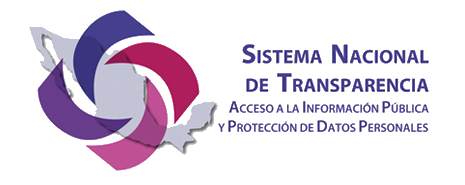 SISTEMA NACIONAL
DE TRANSPARENCIA
ACCESO A LA INFORMACIÓN PÚBLICA
Y PROTECCIÓN DE DATOS PERSONALES